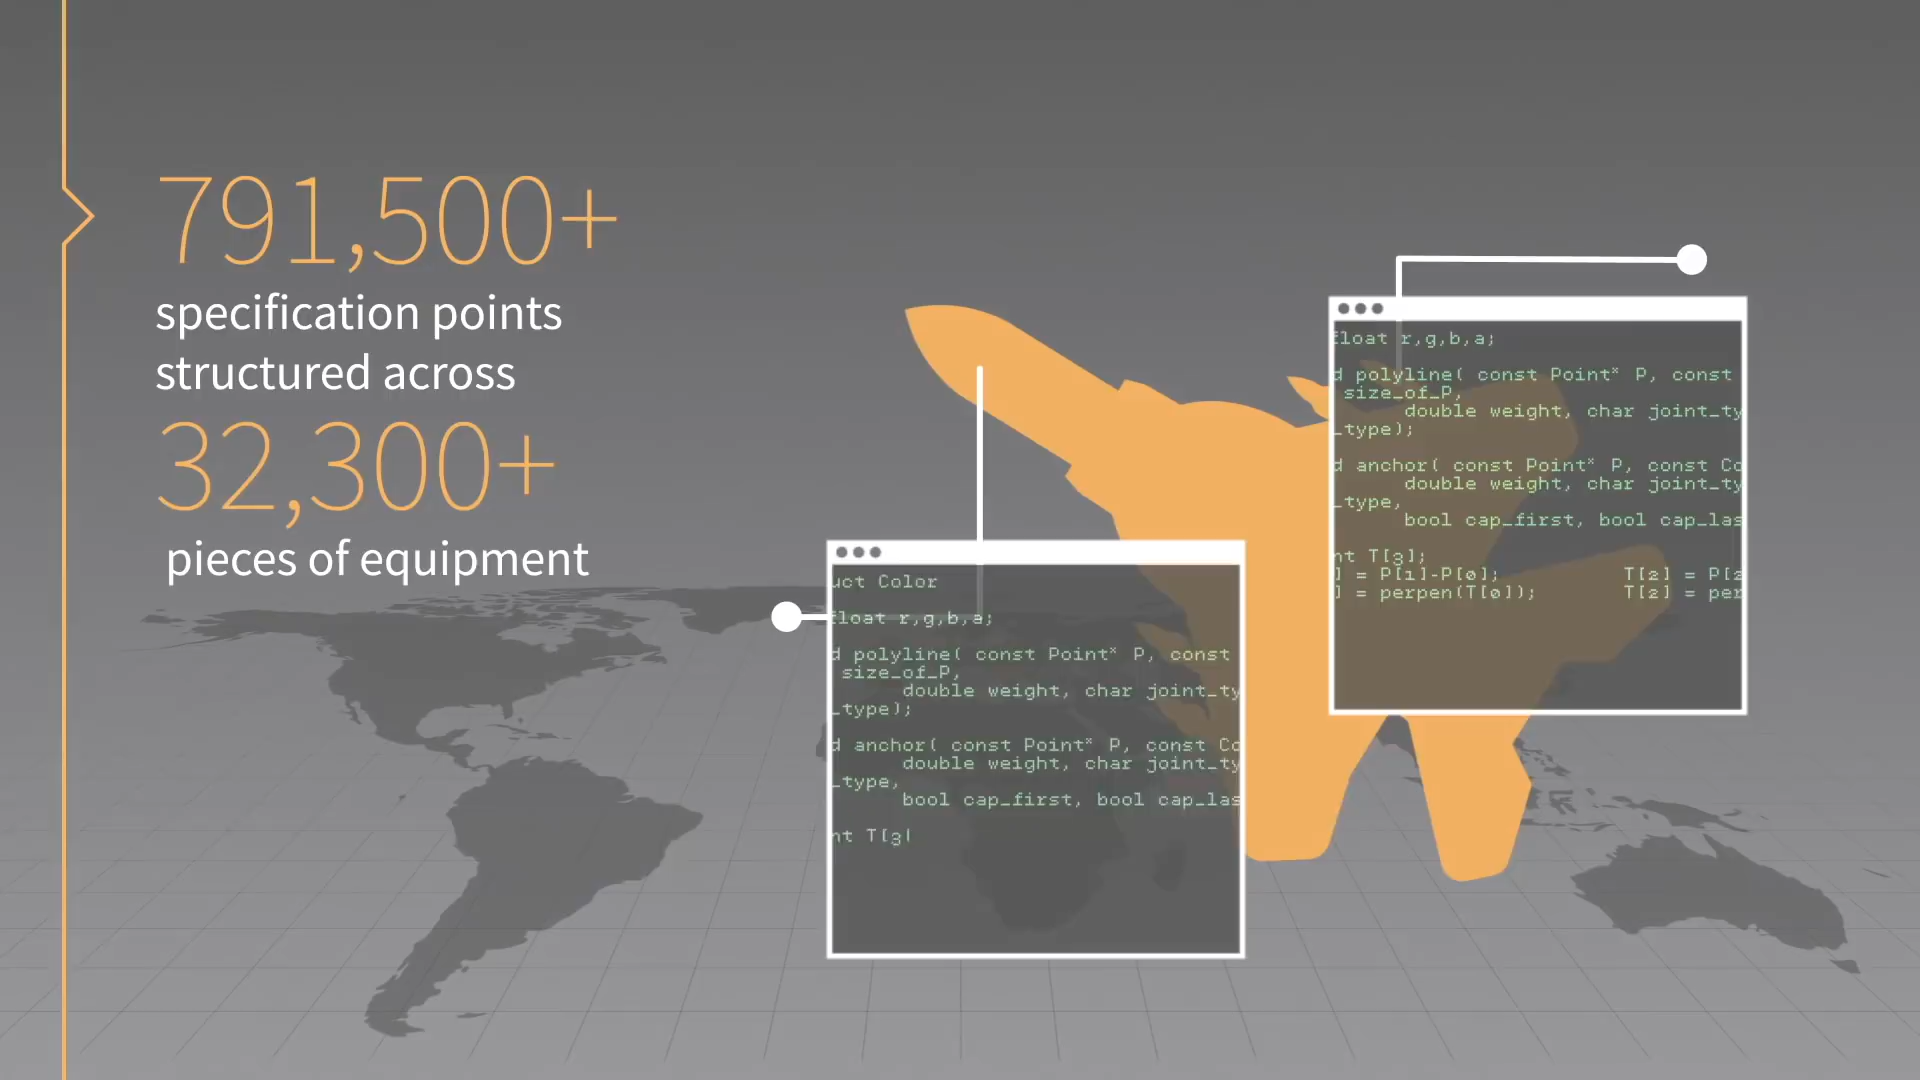 791,500+
specification points
structured across
32,300+
pieces of equipment
uct Color
float r,g,b,a;
d polyline( const Point* P, const
size_of_P,
double weight, char joint_ty
_type);
d anchor( const Point* P, const Co
double weight, char joint_ty
_type,
bool cap_first, bool cap_las
nt T[3]
float r,g,b,a;
d polyline( const Point* P, const
size_of_P,
double weight, char joint_ty
_type);
d anchor( const Point* P, const Co
double weight, char joint_ty
_type,
bool cap_first, bool cap_las
nt T[3];
] = P[1]-P[0]; T[2] = P[2
] = perpen(T[0]); T[2] = per